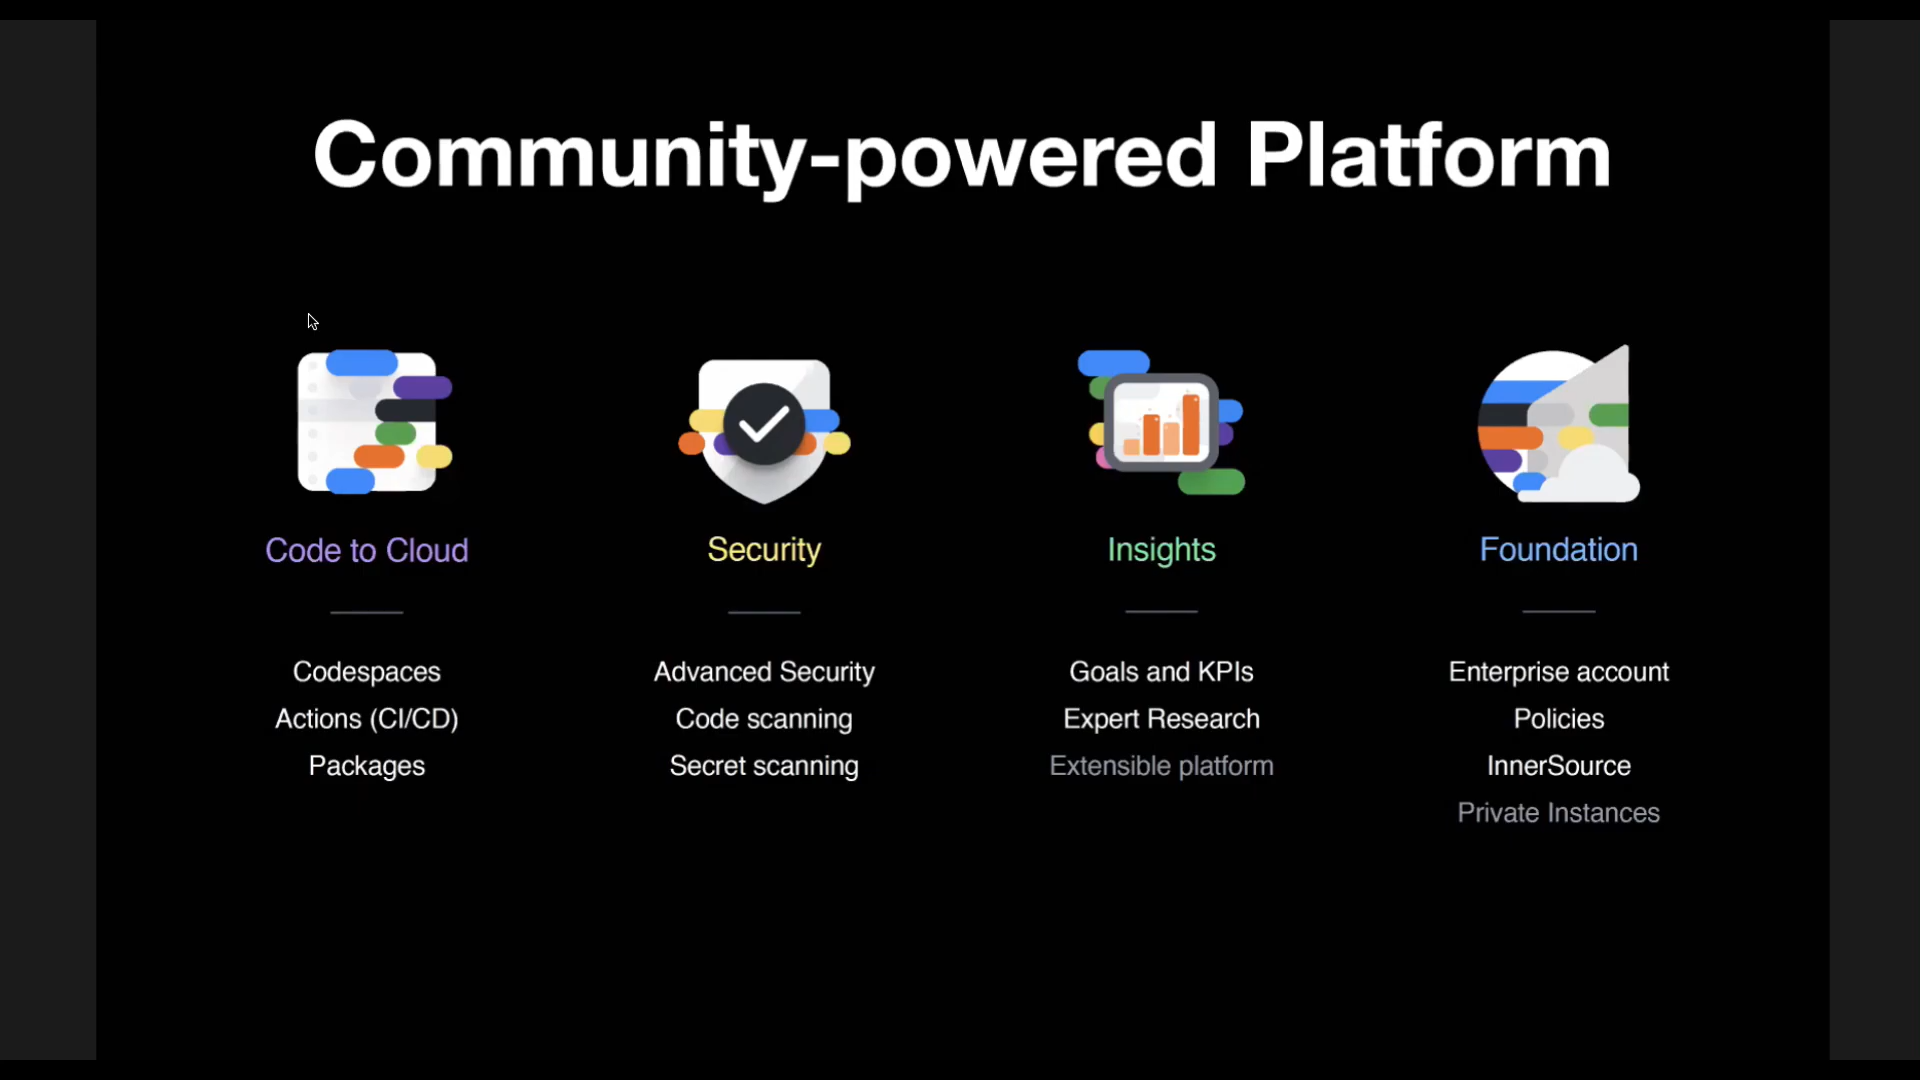 Community-powered Platform
Code to Cloud
Codespaces
Actions (CI/CD)
Packages
Security
Advanced Security
Code scanning
Secret scanning
Insights
Goals and KPIs
Expert Research
Extensible platform
Foundation
Enterprise account
Policies
InnerSource
Private Instances